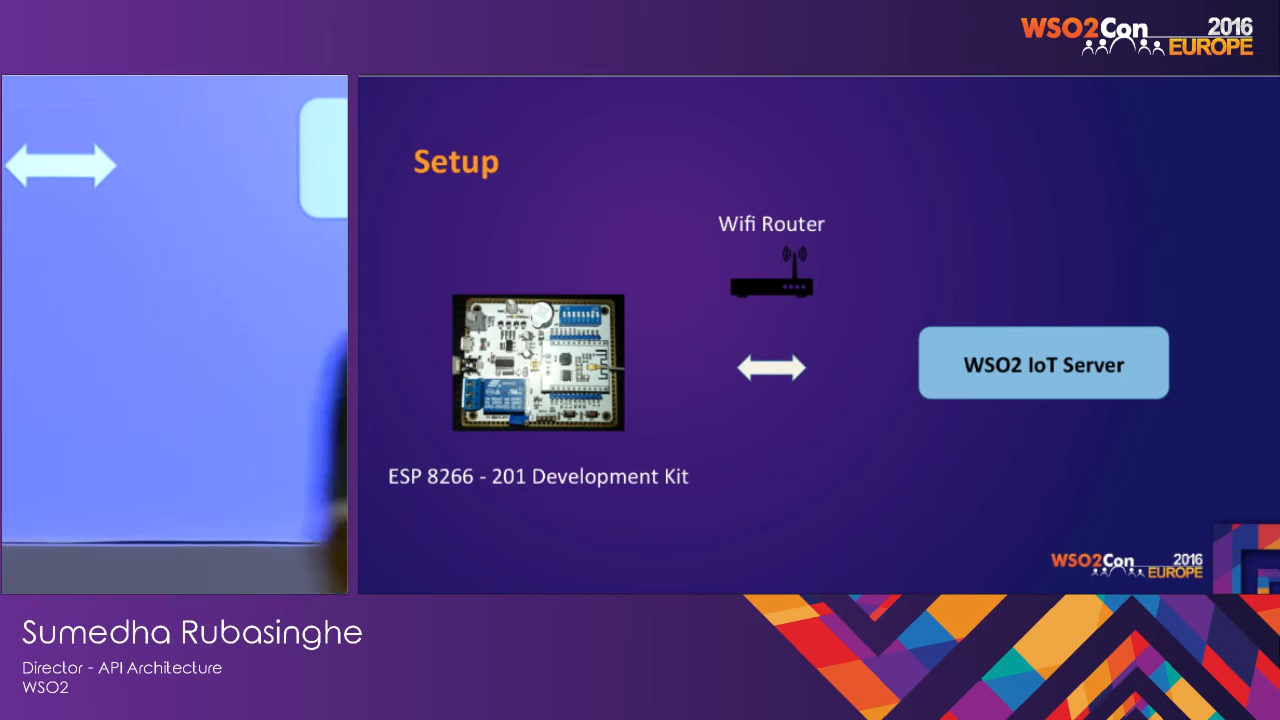 WSO2Con 2016
EUROPE
Setup
Wifi Router
WSO2 IoT Server
ESP 8266 - 201 Development Kit
WSO2Con 2016
EUROPE
Sumedha Rubasinghe
Director - API Architecture
WSO2